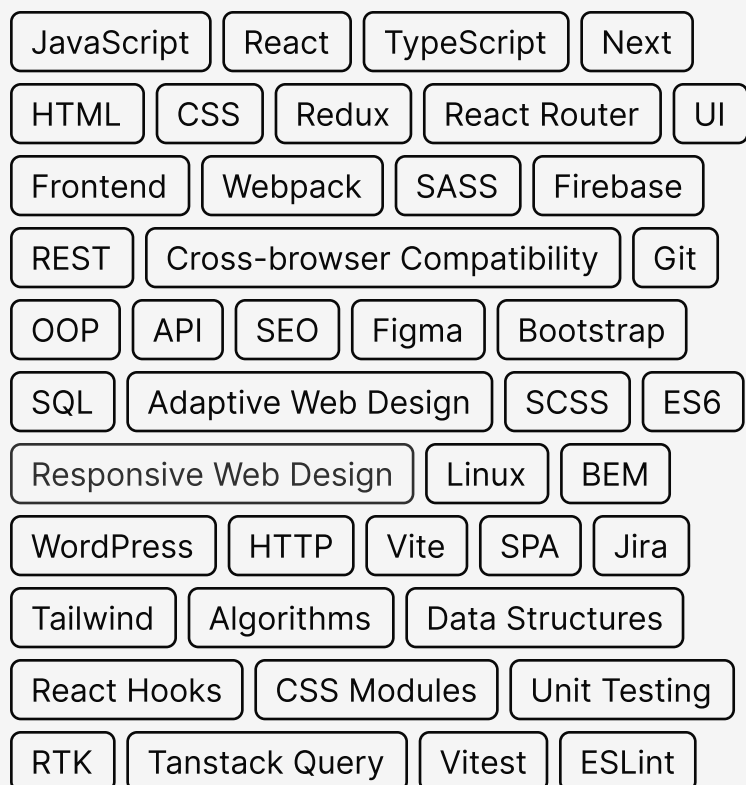 JavaScript React TypeScript Next
HTML CSS Redux React Router UI
Frontend Webpack SASS Firebase
REST Cross-browser Compatibility Git
OOP API SEO Figma Bootstrap
SQL Adaptive Web Design SCSS ES6
Responsive Web Design Linux BEM
WordPress HTTP Vite SPA Jira
Tailwind Algorithms Data Structures
React Hooks CSS Modules Unit Testing
RTK Tanstack Query Vitest ESLint